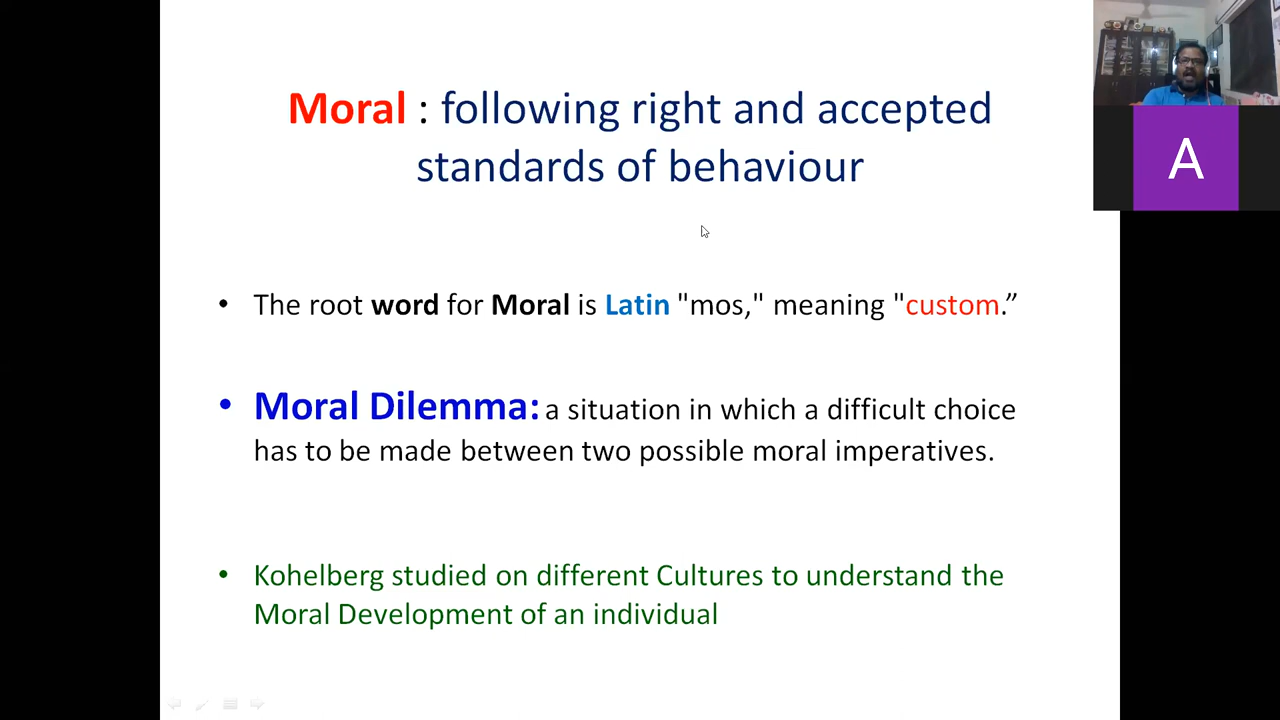 Moral : following right and accepted
standards of behaviour
• The root word for Moral is Latin "mos," meaning "custom.”
• Moral Dilemma: a situation in which a difficult choice
has to be made between two possible moral imperatives.
• Kohelberg studied on different Cultures to understand the
Moral Development of an individual
A